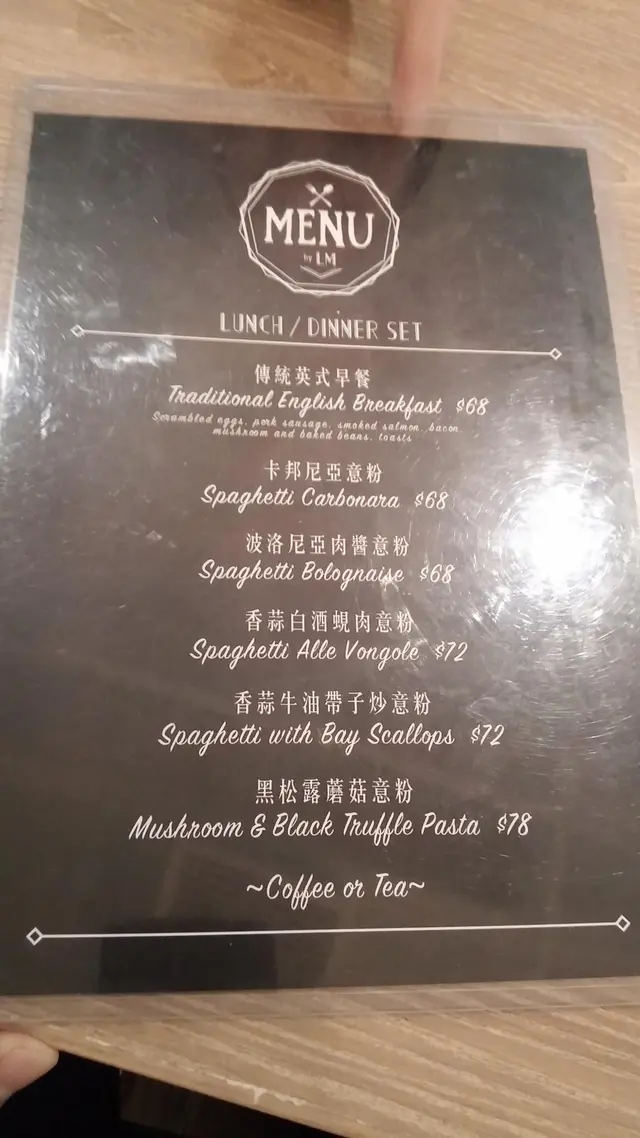 MENU
by LM
LUNCH / DINNER SET
傳統英式早餐
Traditional English Breakfast $68
Scrambled eggs, pork sausage, smoked salmon, bacon,
mushroom and baked beans, toasts
卡邦尼亞意粉
Spaghetti Carbonara $68
波洛尼亞肉醬意粉
Spaghetti Bolognaise $68
香蒜白酒蜆肉意粉
Spaghetti Alle Vongole $72
香蒜牛油帶子炒意粉
Spaghetti with Bay Scallops $72
黑松露蘑菇意粉
Mushroom & Black Truffle Pasta $78
~Coffee or Tea~